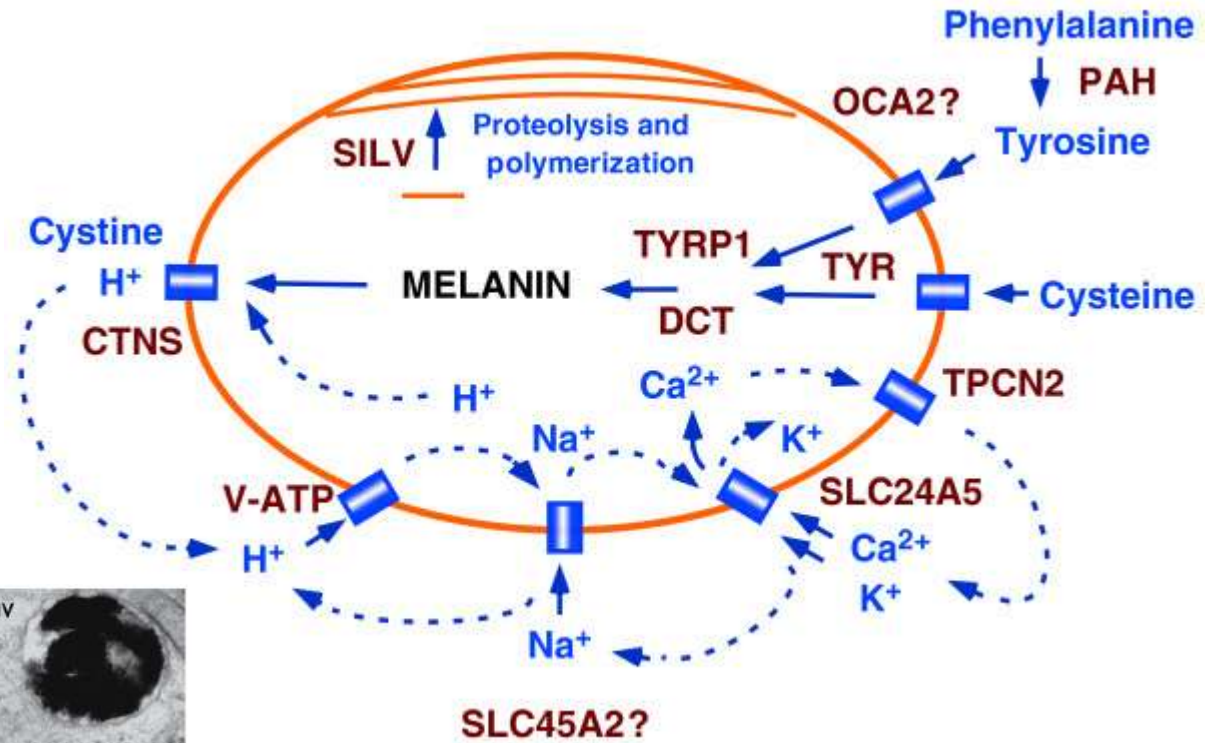 Phenylalanine
PAH
OCA2?
Tyrosine
Proteolysis and
polymerization
SILV
Cystine
H⁺
CTNS
MELANIN
TYRP1
TYR
DCT
Cysteine
TPCN2
Ca²⁺
H⁺
Na⁺
K⁺
V-ATP
SLC24A5
H⁺
Ca²⁺
K⁺
Na⁺
SLC45A2?